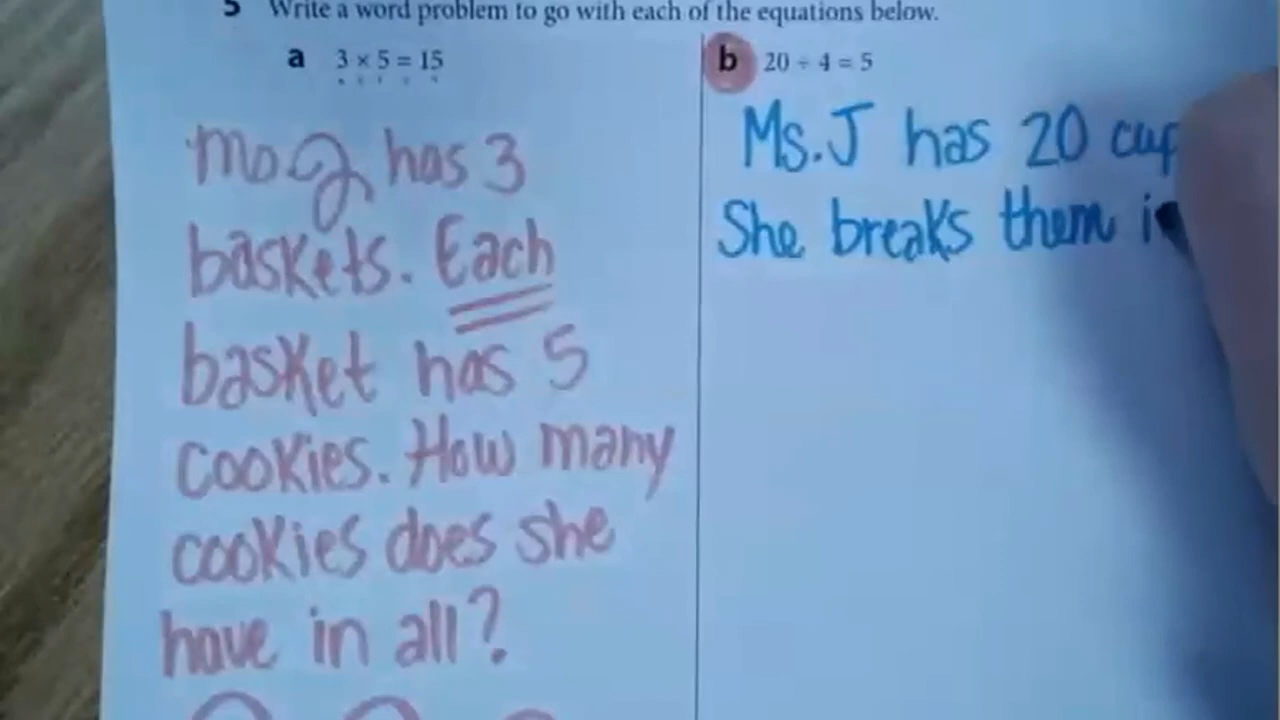 5 Write a word problem to go with each of the equations below.
a 3 × 5 = 15
has 3
baskets. Each
basket has 5
cookies. How many
cookies does she
have in all?
b 20 ÷ 4 = 5
Ms. J has 20
She breaks them